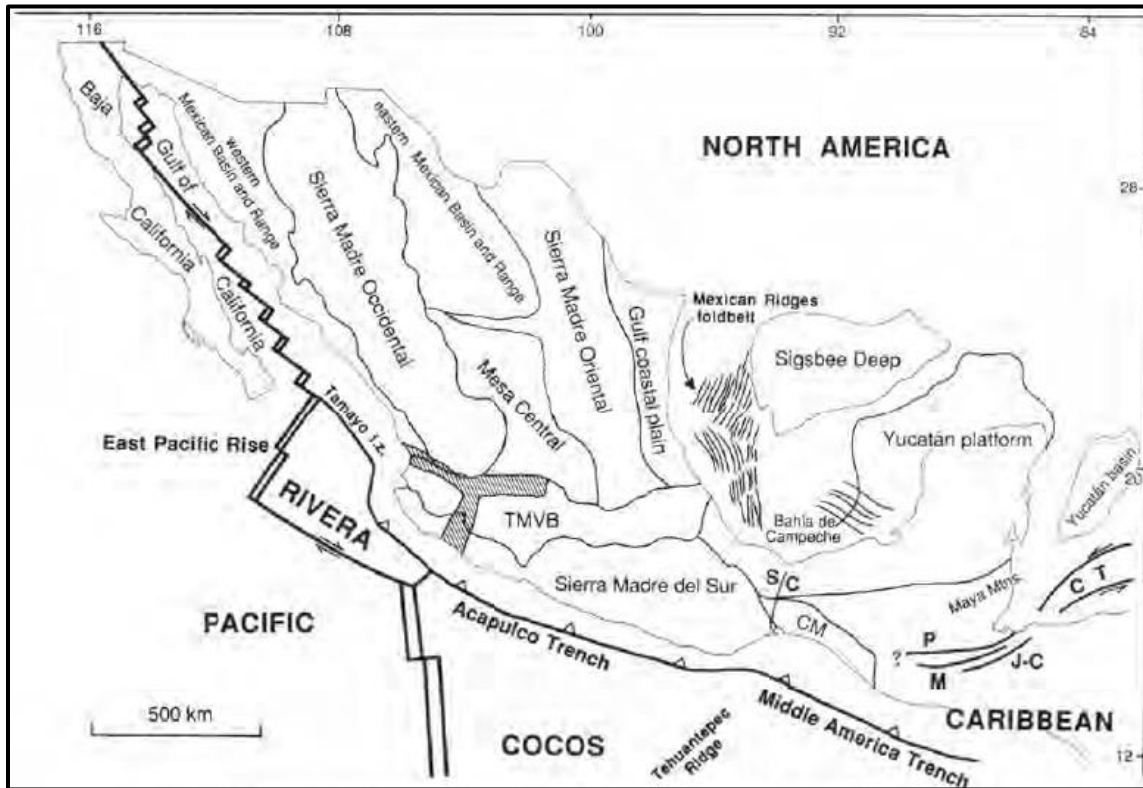 116
108
100
92
84
NORTH AMERICA
28
Baja
Gulf of
California
California
western
Mexican Basin and Range
Sierra Madre Occidental
eastern Mexican Basin and Range
Sierra Madre Oriental
Gulf coastal plain
Mesa Central
Mexican Ridges
foldbelt
Sigsbee Deep
Yucatán platform
Yucatán basin
20
Bahía de
Campeche
Tamayo f.z.
East Pacific Rise
RIVERA
TMVB
Sierra Madre del Sur
S/C
CM
Maya Mtns
C T
P
?
M
J-C
PACIFIC
Acapulco Trench
Middle America Trench
CARIBBEAN
500 km
COCOS
Tehuantepec
Ridge
12